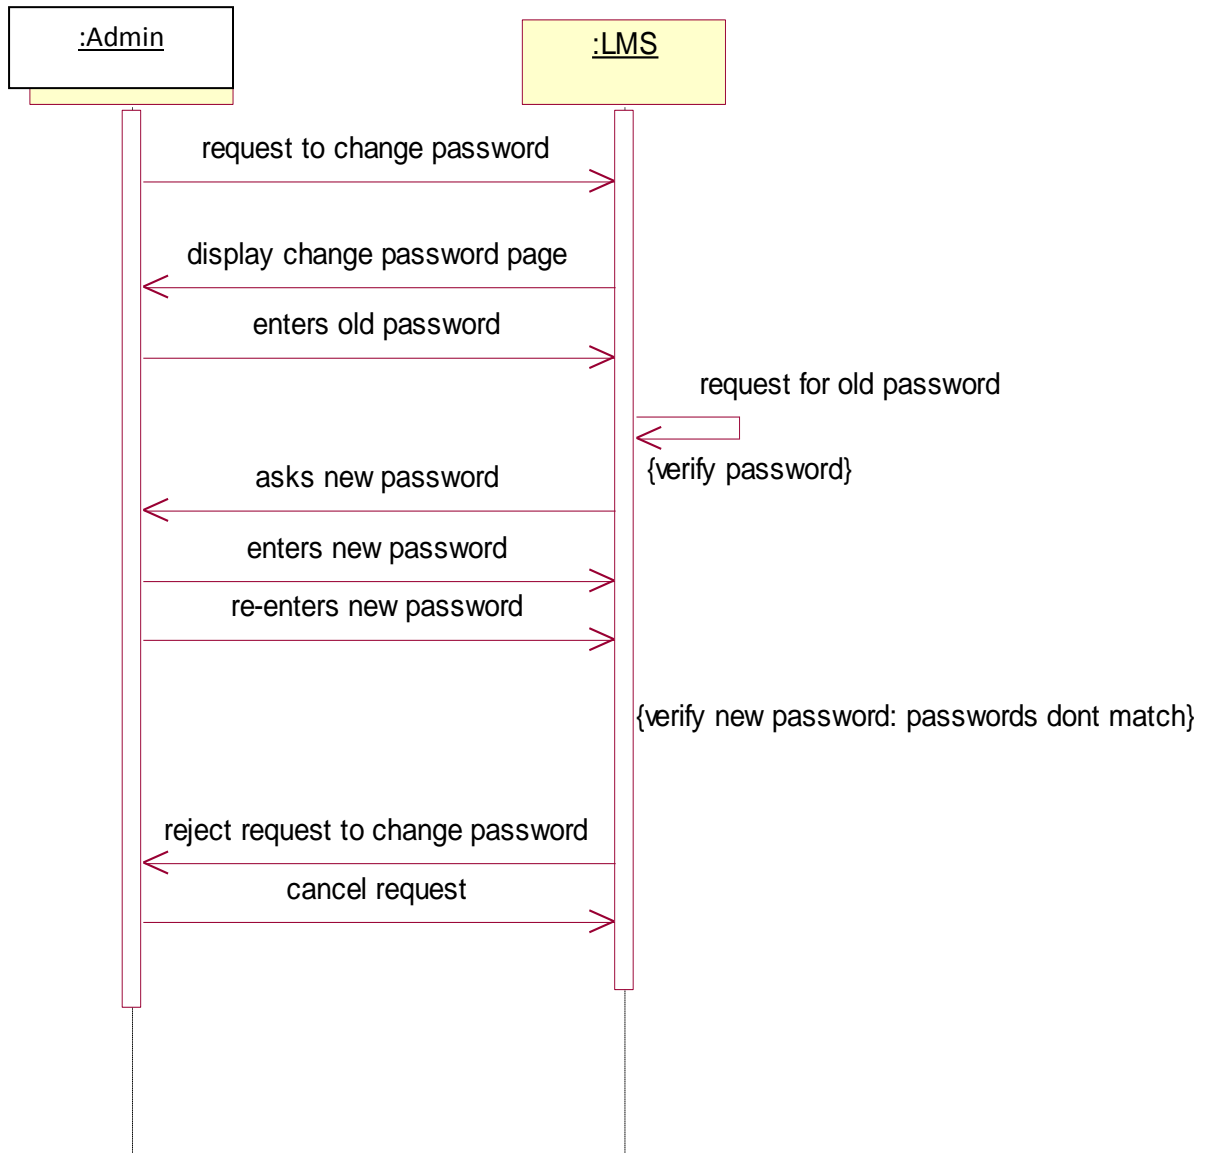 :Admin
:LMS
request to change password
display change password page
enters old password
request for old password
{verify password}
asks new password
enters new password
re-enters new password
{verify new password: passwords dont match}
reject request to change password
cancel request